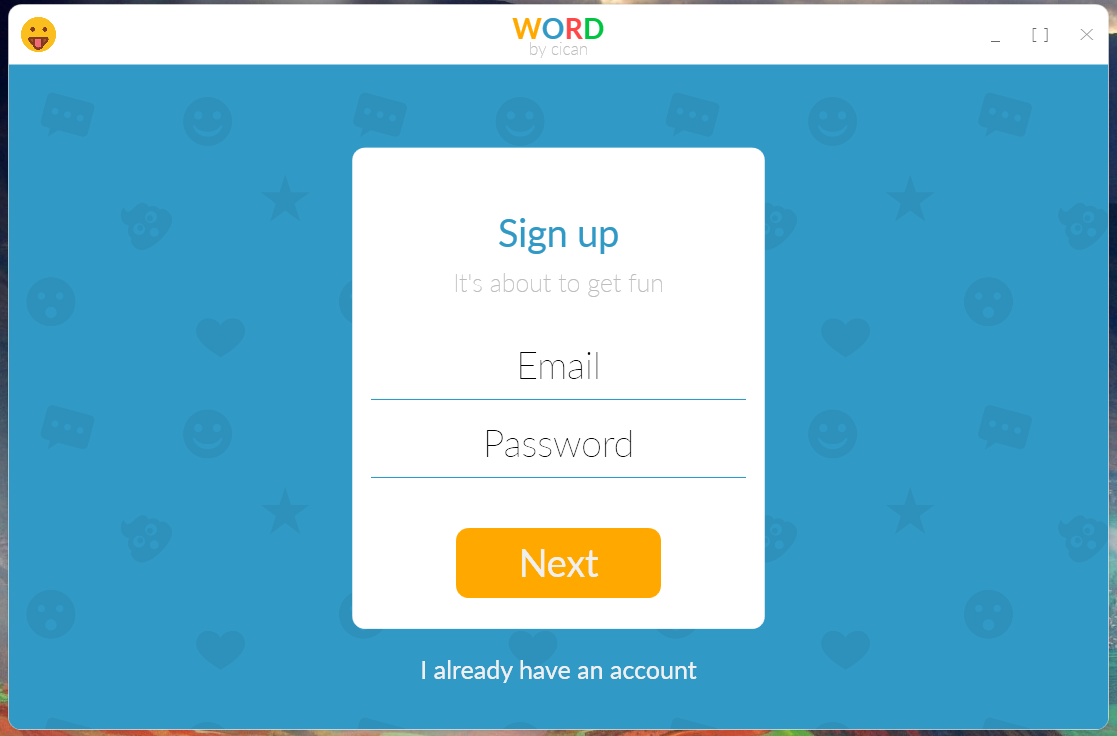 WORD
by cican
Sign up
It's about to get fun
Email
Password
Next
I already have an account